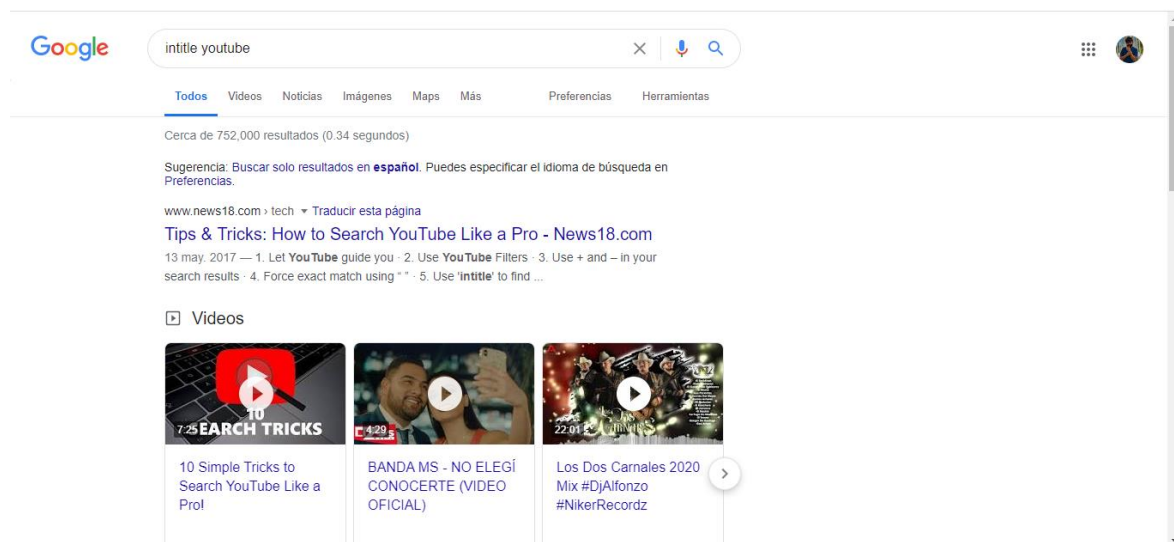 Google
intitle youtube
Todos Videos Noticias Imágenes Maps Más Preferencias Herramientas
Cerca de 752,000 resultados (0.34 segundos)
Sugerencia: Buscar solo resultados en español. Puedes especificar el idioma de búsqueda en
Preferencias.
www.news18.com › tech ▾ Traducir esta página
Tips & Tricks: How to Search YouTube Like a Pro - News18.com
13 may. 2017 — 1. Let YouTube guide you · 2. Use YouTube Filters · 3. Use + and – in your
search results · 4. Force exact match using “ ” · 5. Use 'intitle' to find ...
Videos
10
SEARCH TRICKS
7:25
4:29
22:01
10 Simple Tricks to
Search YouTube Like a
Pro!
BANDA MS - NO ELEGÍ
CONOCERTE (VIDEO
OFICIAL)
Los Dos Carnales 2020
Mix #DjAlfonzo
#NikerRecordz